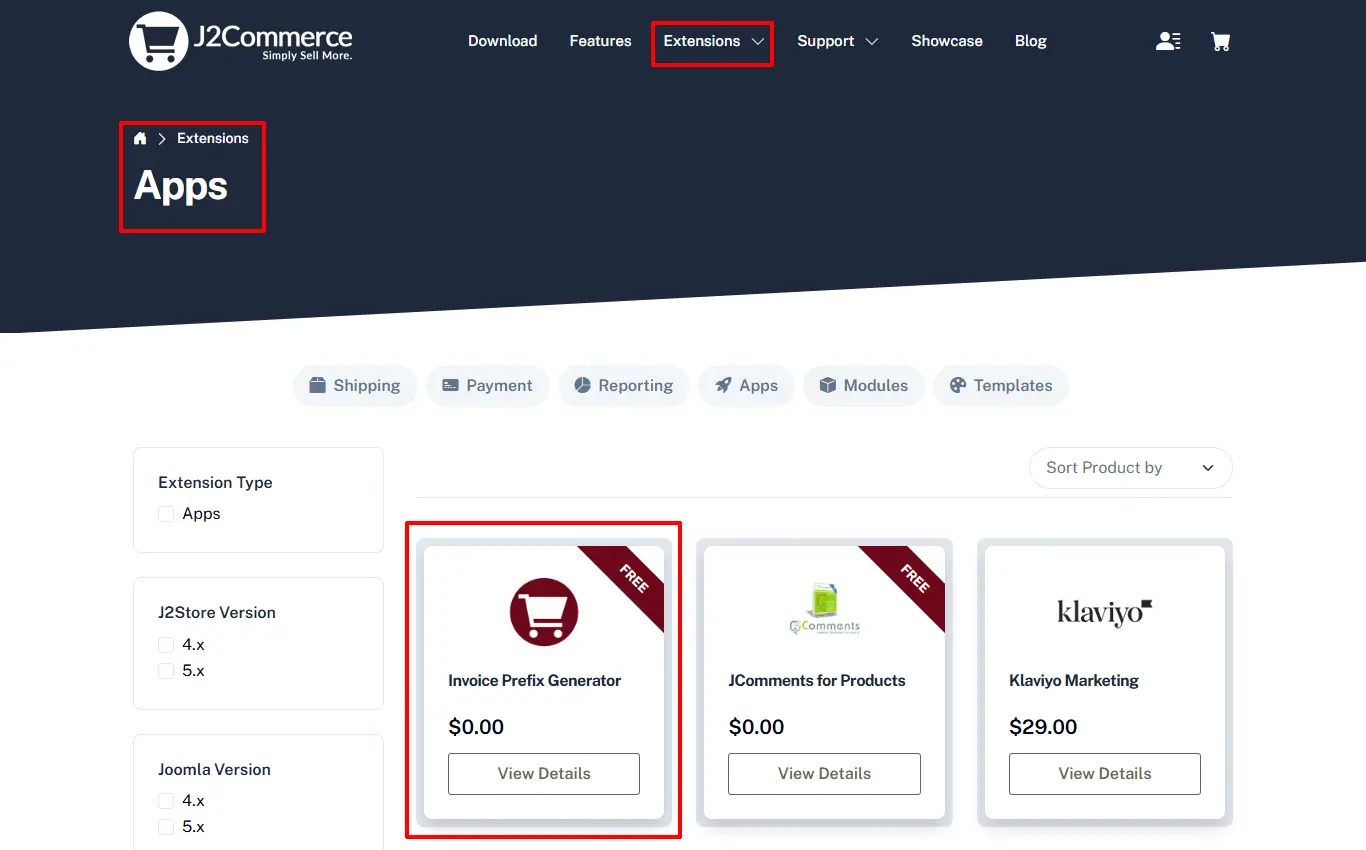 J2Commerce
Simply Sell More.
Download Features Extensions Support Showcase Blog
Extensions
Apps
Shipping Payment Reporting Apps Modules Templates
Sort Product by
Extension Type
Apps
J2Store Version
4.x
5.x
Joomla Version
4.x
5.x
FREE
Invoice Prefix Generator
$0.00
View Details
FREE
JComments
JComments for Products
$0.00
View Details
klaviyo
Klaviyo Marketing
$29.00
View Details